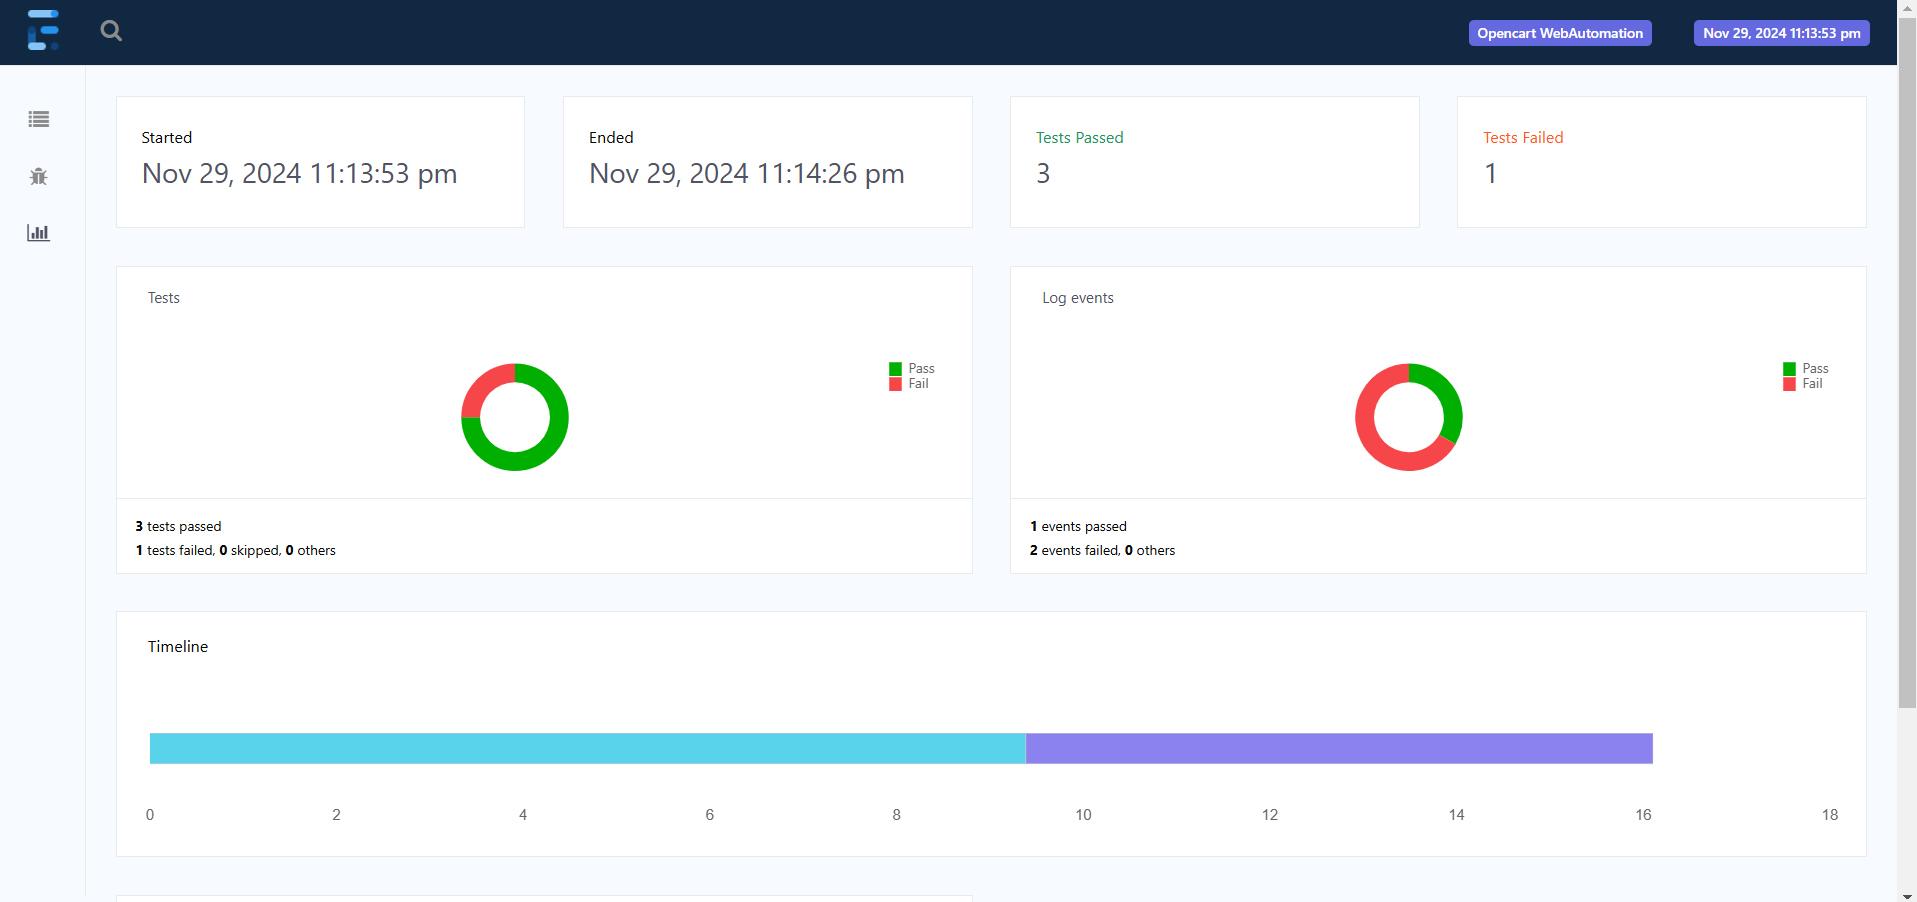 Opencart WebAutomation
Nov 29, 2024 11:13:53 pm
Started
Nov 29, 2024 11:13:53 pm
Ended
Nov 29, 2024 11:14:26 pm
Tests Passed
3
Tests Failed
1
Tests
Pass
Fail
3 tests passed
1 tests failed, 0 skipped, 0 others
Log events
Pass
Fail
1 events passed
2 events failed, 0 others
Timeline
0 2 4 6 8 10 12 14 16 18